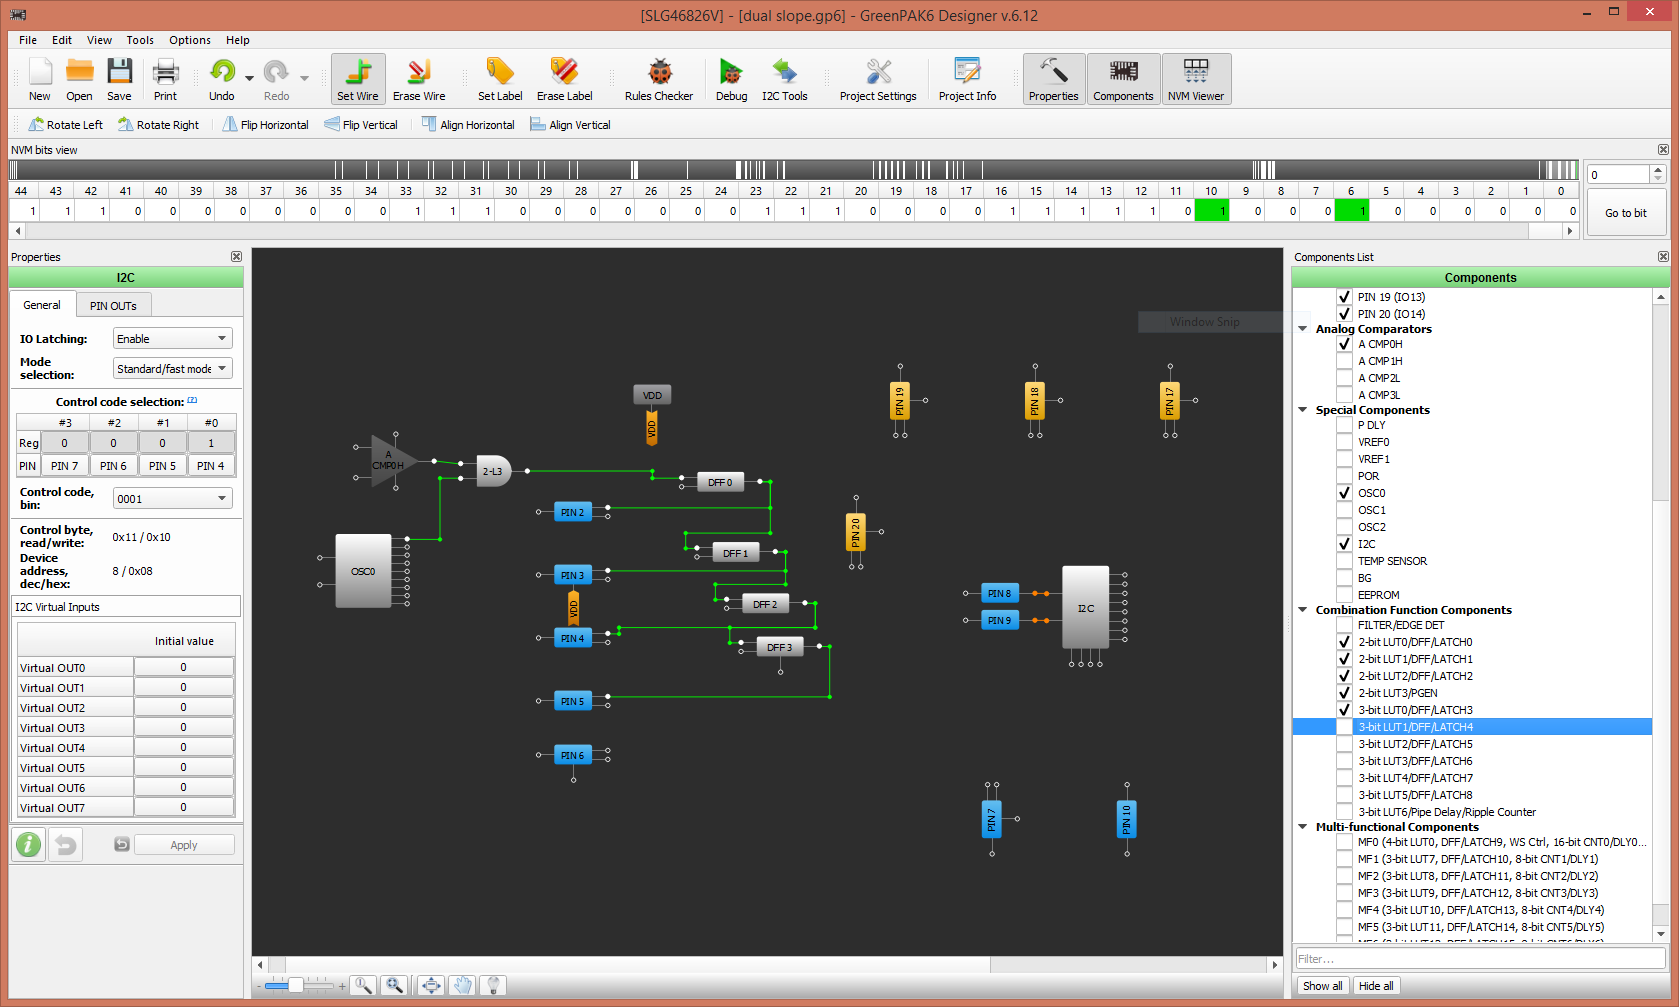 [SLG46826V] - [dual slope.gp6] - GreenPAK6 Designer v.6.12
File Edit View Tools Options Help
New Open Save Print Undo Redo Set Wire Erase Wire Set Label Erase Label Rules Checker Debug I2C Tools Project Settings Project Info Properties Components NVM Viewer
Rotate Left Rotate Right Flip Horizontal Flip Vertical Align Horizontal Align Vertical
NVM bits view
44 43 42 41 40 39 38 37 36 35 34 33 32 31 30 29 28 27 26 25 24 23 22 21 20 19 18 17 16 15 14 13 12 11 10 9 8 7 6 5 4 3 2 1 0
1 1 1 0 0 0 0 0 0 0 0 0 1 1 1 0 0 0 0 0 0 1 1 1 0 0 0 0 1 1 1 1 1 0 1 0 0 0 1 0 0 0 0 0 0
0
Go to bit
Properties
I2C
General PIN OUTs
IO Latching: Enable
Mode selection: Standard/fast mode
Control code selection: [?]
#3 #2 #1 #0
Reg 0 0 0 1
PIN PIN 7 PIN 6 PIN 5 PIN 4
Control code, bin: 0001
Control byte, read/write: 0x11 / 0x10
Device address, dec/hex: 8 / 0x08
I2C Virtual Inputs
Initial value
Virtual OUT0 0
Virtual OUT1 0
Virtual OUT2 0
Virtual OUT3 0
Virtual OUT4 0
Virtual OUT5 0
Virtual OUT6 0
Virtual OUT7 0
Apply
Window Snip
VDD
VDD
PIN 19
PIN 18
PIN 17
A CMP0H
2-L3
DFF 0
PIN 2
PIN 20
DFF 1
OSC0
PIN 3
VDD
DFF 2
PIN 4
DFF 3
PIN 8
PIN 9
I2C
PIN 5
PIN 6
PIN 7
PIN 10
Components List
Components
PIN 19 (IO13)
PIN 20 (IO14)
Analog Comparators
A CMP0H
A CMP1H
A CMP2L
A CMP3L
Special Components
P DLY
VREF0
VREF1
POR
OSC0
OSC1
OSC2
I2C
TEMP SENSOR
BG
EEPROM
Combination Function Components
FILTER/EDGE DET
2-bit LUT0/DFF/LATCH0
2-bit LUT1/DFF/LATCH1
2-bit LUT2/DFF/LATCH2
2-bit LUT3/PGEN
3-bit LUT0/DFF/LATCH3
3-bit LUT1/DFF/LATCH4
3-bit LUT2/DFF/LATCH5
3-bit LUT3/DFF/LATCH6
3-bit LUT4/DFF/LATCH7
3-bit LUT5/DFF/LATCH8
3-bit LUT6/Pipe Delay/Ripple Counter
Multi-functional Components
MF0 (4-bit LUT0, DFF/LATCH9, WS Ctrl, 16-bit CNT0/DLY0...
MF1 (3-bit LUT7, DFF/LATCH10, 8-bit CNT1/DLY1)
MF2 (3-bit LUT8, DFF/LATCH11, 8-bit CNT2/DLY2)
MF3 (3-bit LUT9, DFF/LATCH12, 8-bit CNT3/DLY3)
MF4 (3-bit LUT10, DFF/LATCH13, 8-bit CNT4/DLY4)
MF5 (3-bit LUT11, DFF/LATCH14, 8-bit CNT5/DLY5)
Filter...
Show all Hide all